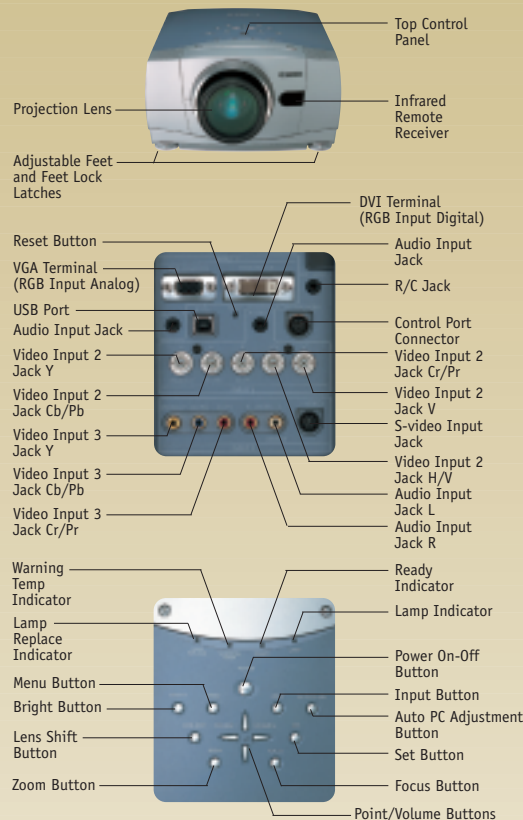 Top Control
Panel
Projection Lens
Infrared
Remote
Receiver
Adjustable Feet
and Feet Lock
Latches
DVI Terminal
(RGB Input Digital)
Reset Button
Audio Input
Jack
VGA Terminal
(RGB Input Analog)
R/C Jack
USB Port
Audio Input Jack
Control Port
Connector
Video Input 2
Jack Y
Video Input 2
Jack Cr/Pr
Video Input 2
Jack Cb/Pb
Video Input 2
Jack V
Video Input 3
Jack Y
S-video Input
Jack
Video Input 3
Jack Cb/Pb
Video Input 2
Jack H/V
Video Input 3
Jack Cr/Pr
Audio Input
Jack L
Audio Input
Jack R
Warning
Temp
Indicator
Ready
Indicator
Lamp
Replace
Indicator
Lamp Indicator
Power On-Off
Button
Menu Button
Input Button
Bright Button
Auto PC Adjustment
Button
Lens Shift
Button
Set Button
Zoom Button
Focus Button
Point/Volume Buttons